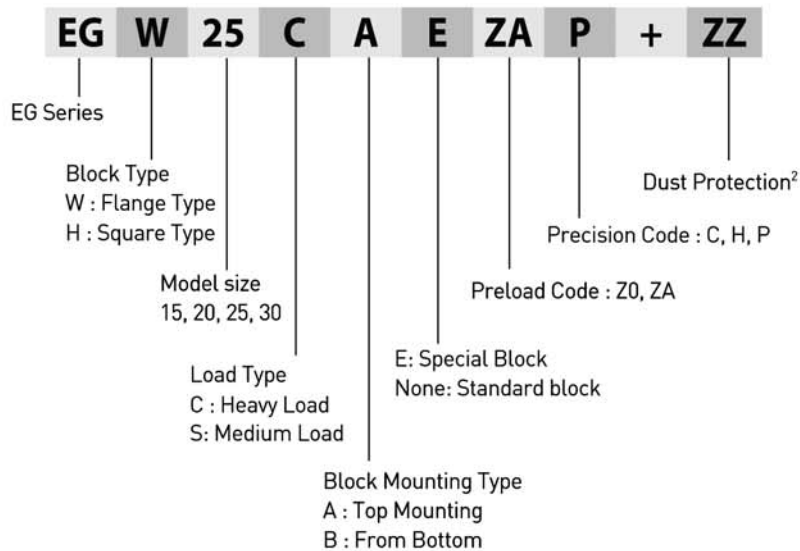 EG W 25 C A E ZA P + ZZ
EG Series
Block Type
W : Flange Type
H : Square Type
Dust Protection²
Precision Code : C, H, P
Model size
15, 20, 25, 30
Preload Code : Z0, ZA
Load Type
C : Heavy Load
S: Medium Load
E: Special Block
None: Standard block
Block Mounting Type
A : Top Mounting
B : From Bottom